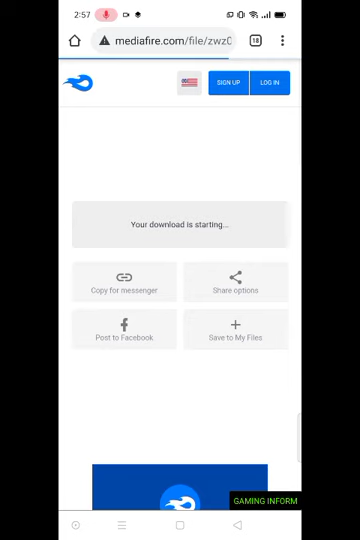 2:57
mediafire.com/file/zwz0
18
SIGN UP
LOG IN
Your download is starting...
Copy for messenger
Share options
Post to Facebook
Save to My Files
GAMING INFORM